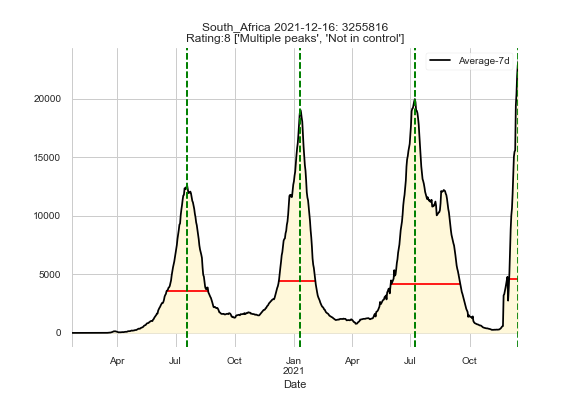 South_Africa 2021-12-16: 3255816
Rating:8 ['Multiple peaks', 'Not in control']
Average-7d
20000
15000
10000
5000
0
Apr Jul Oct Jan Apr Jul Oct
2021
Date